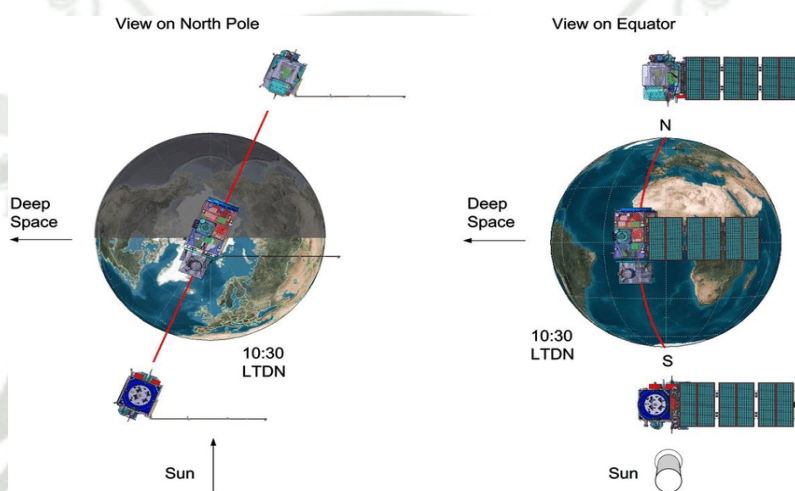 View on North Pole
Deep
Space
10:30
LTDN
Sun
View on Equator
N
Deep
Space
10:30
LTDN
S
Sun